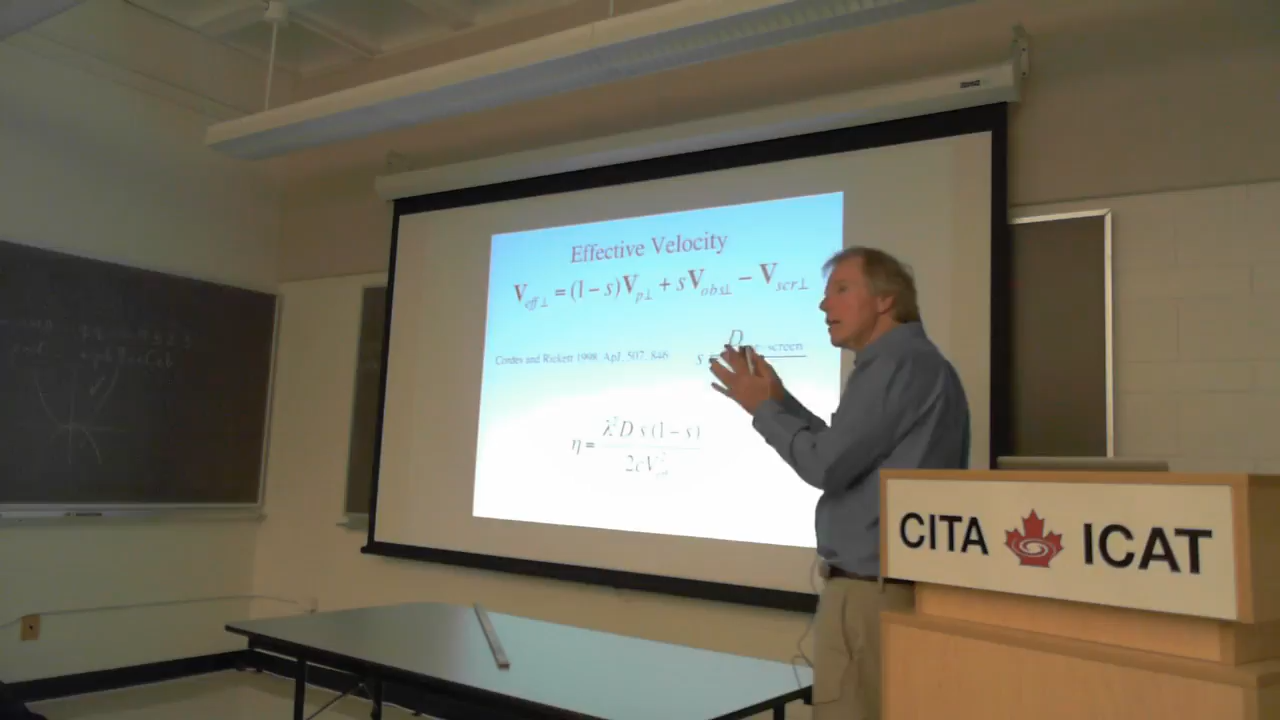 Effective Velocity
V_eff⊥ = (1 − s)V_p⊥ + sV_obs⊥ − V_scr⊥
Cordes and Rickett 1998, ApJ, 507, 846
s = D screen
η = λ²D s (1 − s) / 2cV²
CITA ICAT